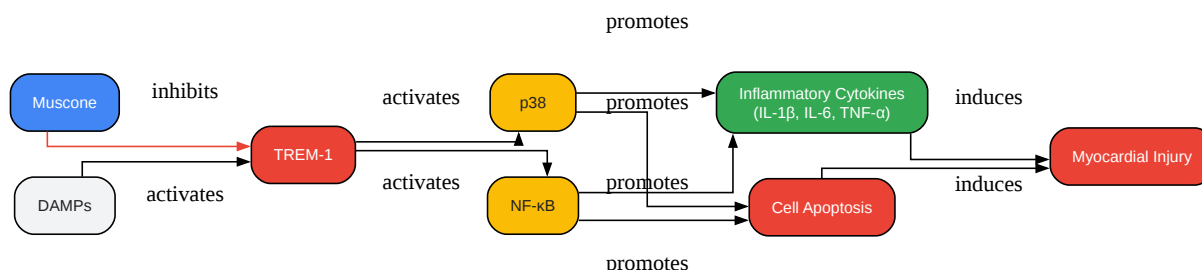 promotes
inhibits
Muscone
activates
p38
promotes
Inflammatory Cytokines
(IL-1β, IL-6, TNF-α)
induces
TREM-1
Myocardial Injury
DAMPs
activates
activates
NF-κB
promotes
Cell Apoptosis
induces
promotes